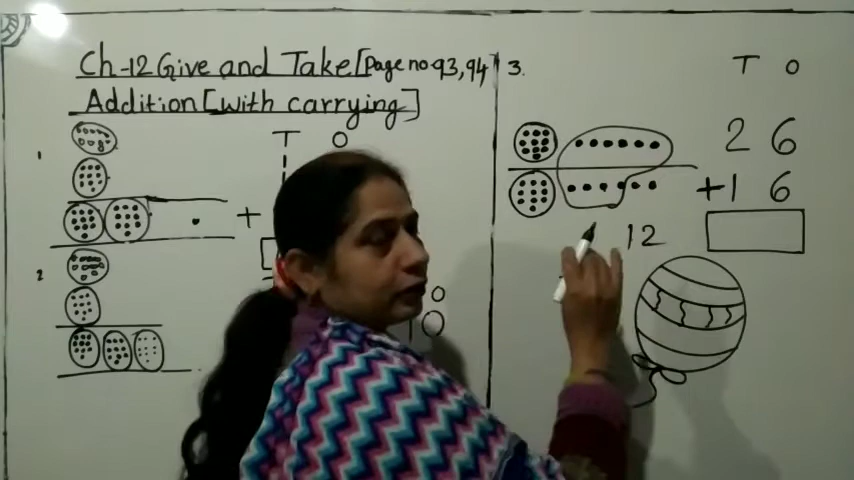 Ch-12 Give and Take [Page no 93, 94]
Addition [with carrying]
1
T O
+
2
O
10
3.
T O
2 6
+1 6
12